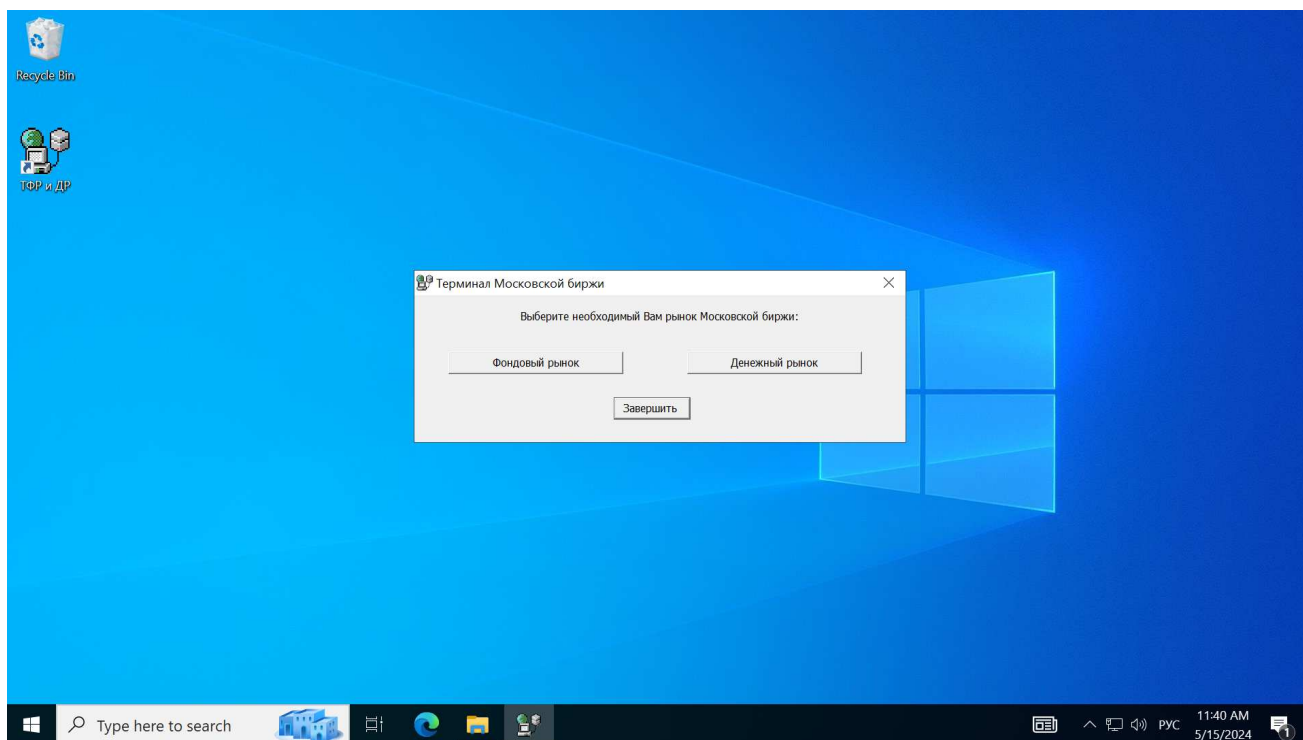 Recycle Bin
ТФР и ДР
Терминал Московской биржи
Выберите необходимый Вам рынок Московской биржи:
Фондовый рынок
Денежный рынок
Завершить
Type here to search
РУС
11:40 AM
5/15/2024
1